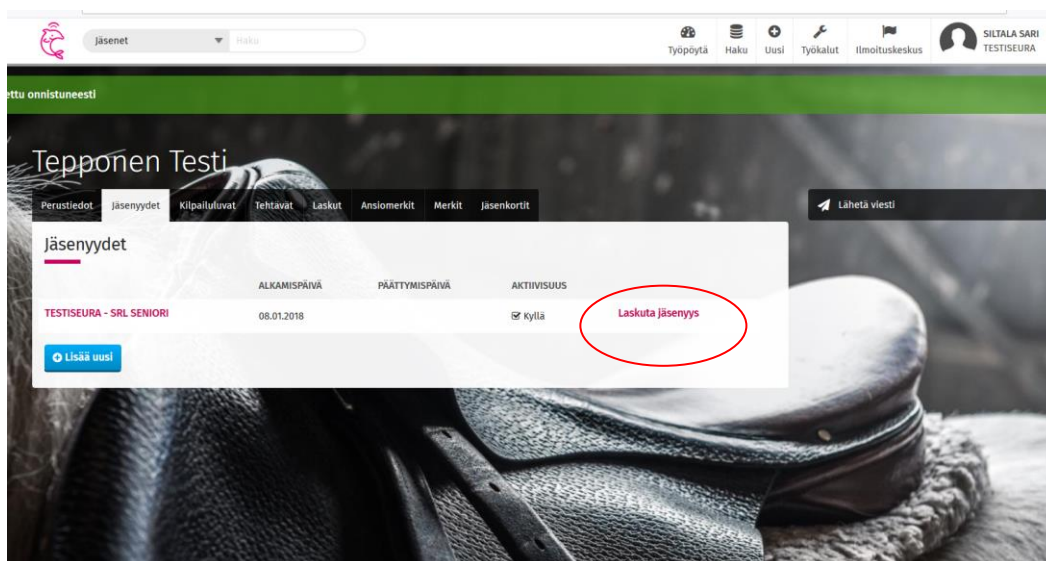 Jäsenet
Haku
Työpöytä
Haku
Uusi
Työkalut
Ilmoituskeskus
SILTALA SARI
TESTISEURA
ettu onnistuneesti
Tepponen Testi
Perustiedot Jäsenyydet Kilpailuluvat Tehtävät Laskut Ansiomerkit Merkit Jäsenkortit
Lähetä viesti
Jäsenyydet
ALKAMISPÄIVÄ PÄÄTTYMISPÄIVÄ AKTIIVISUUS
TESTISEURA - SRL SENIORI 08.01.2018 Kyllä Laskuta jäsenyys
Lisää uusi